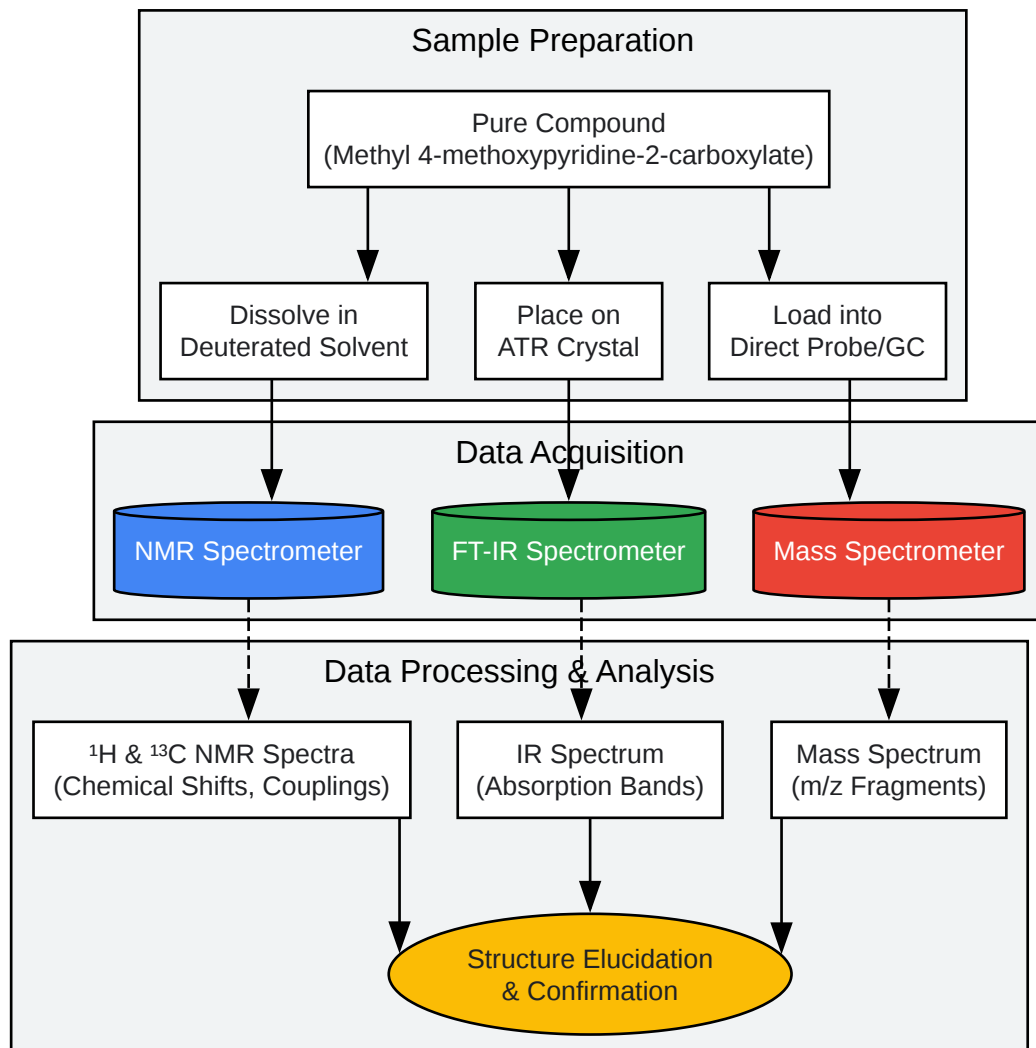 Sample Preparation
Pure Compound
(Methyl 4-methoxypyridine-2-carboxylate)
Dissolve in
Deuterated Solvent
Place on
ATR Crystal
Load into
Direct Probe/GC
Data Acquisition
NMR Spectrometer
FT-IR Spectrometer
Mass Spectrometer
Data Processing & Analysis
¹H & ¹³C NMR Spectra
(Chemical Shifts, Couplings)
IR Spectrum
(Absorption Bands)
Mass Spectrum
(m/z Fragments)
Structure Elucidation
& Confirmation